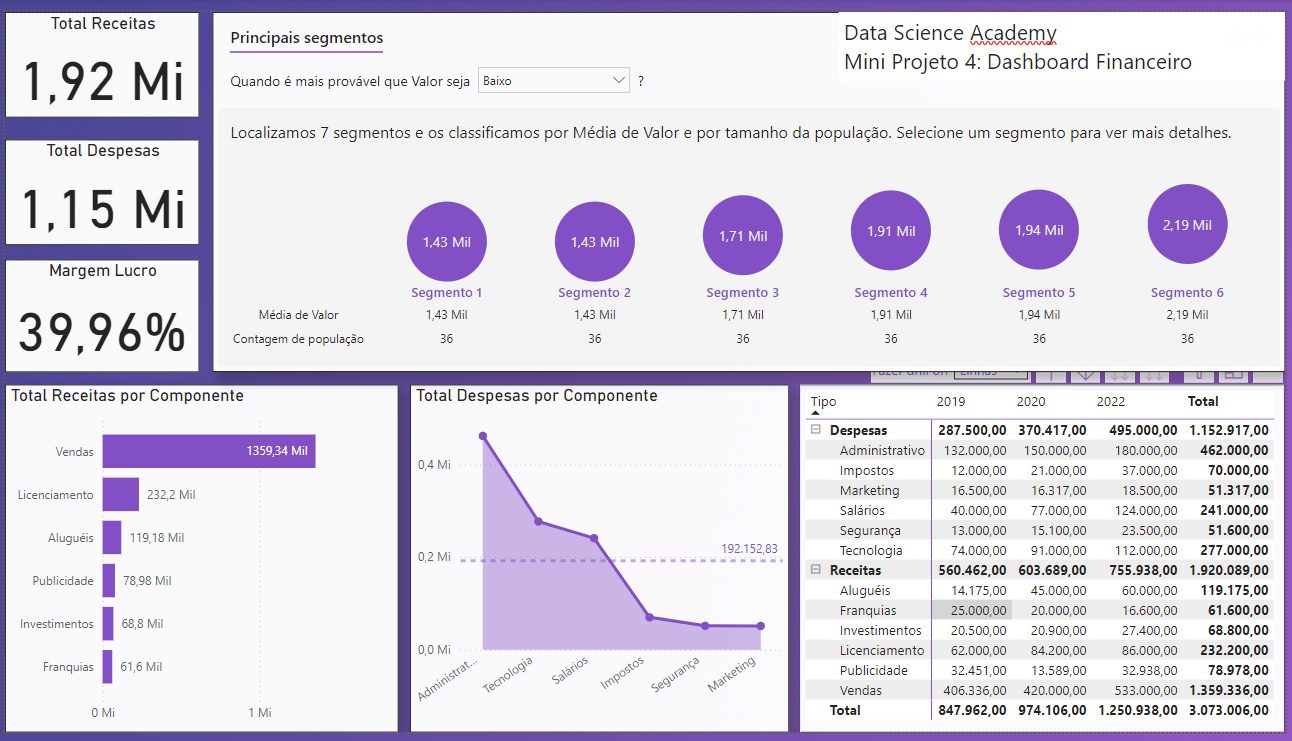 Total Receitas
1,92 Mi
Total Despesas
1,15 Mi
Margem Lucro
39,96%
Data Science Academy
Mini Projeto 4: Dashboard Financeiro
Principais segmentos
Quando é mais provável que Valor seja Baixo ?
Localizamos 7 segmentos e os classificamos por Média de Valor e por tamanho da população. Selecione um segmento para ver mais detalhes.
1,43 Mil 1,43 Mil 1,71 Mil 1,91 Mil 1,94 Mil 2,19 Mil
Segmento 1 Segmento 2 Segmento 3 Segmento 4 Segmento 5 Segmento 6
Média de Valor 1,43 Mil 1,43 Mil 1,71 Mil 1,91 Mil 1,94 Mil 2,19 Mil
Contagem de população 36 36 36 36 36 36
Total Receitas por Componente
Vendas 1359,34 Mil
Licenciamento 232,2 Mil
Aluguéis 119,18 Mil
Publicidade 78,98 Mil
Investimentos 68,8 Mil
Franquias 61,6 Mil
0 Mi 1 Mi
Total Despesas por Componente
0,4 Mi
0,2 Mi
0,0 Mi
192.152,83
Administrat... Tecnologia Salários Impostos Segurança Marketing
Tipo 2019 2020 2022 Total
Despesas 287.500,00 370.417,00 495.000,00 1.152.917,00
Administrativo 132.000,00 150.000,00 180.000,00 462.000,00
Impostos 12.000,00 21.000,00 37.000,00 70.000,00
Marketing 16.500,00 16.317,00 18.500,00 51.317,00
Salários 40.000,00 77.000,00 124.000,00 241.000,00
Segurança 13.000,00 15.100,00 23.500,00 51.600,00
Tecnologia 74.000,00 91.000,00 112.000,00 277.000,00
Receitas 560.462,00 603.689,00 755.938,00 1.920.089,00
Aluguéis 14.175,00 45.000,00 60.000,00 119.175,00
Franquias 25.000,00 20.000,00 16.600,00 61.600,00
Investimentos 20.500,00 20.900,00 27.400,00 68.800,00
Licenciamento 62.000,00 84.200,00 86.000,00 232.200,00
Publicidade 32.451,00 13.589,00 32.938,00 78.978,00
Vendas 406.336,00 420.000,00 533.000,00 1.359.336,00
Total 847.962,00 974.106,00 1.250.938,00 3.073.006,00